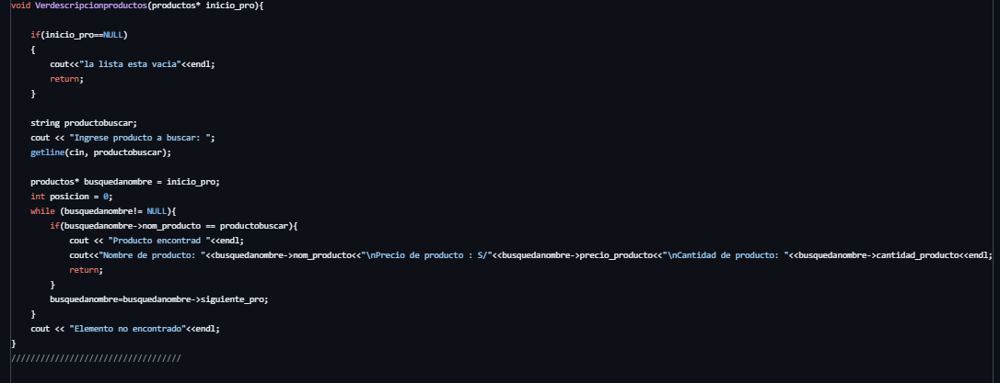 void Verdescripcionproductos(productos* inicio_pro){
if(inicio_pro==NULL)
{
cout<<"la lista esta vacia"<<endl;
return;
}
string productobuscar;
cout << "Ingrese producto a buscar: ";
getline(cin, productobuscar);
productos* busquedanombre = inicio_pro;
int posicion = 0;
while (busquedanombre!= NULL){
if(busquedanombre->nom_producto == productobuscar){
cout << "Producto encontrad "<<endl;
cout<<"Nombre de producto: "<<busquedanombre->nom_producto<<"\nPrecio de producto : S/"<<busquedanombre->precio_producto<<"\nCantidad de producto: "<<busquedanombre->cantidad_producto<<endl;
return;
}
busquedanombre=busquedanombre->siguiente_pro;
}
cout << "Elemento no encontrado"<<endl;
}
///////////////////////////////////